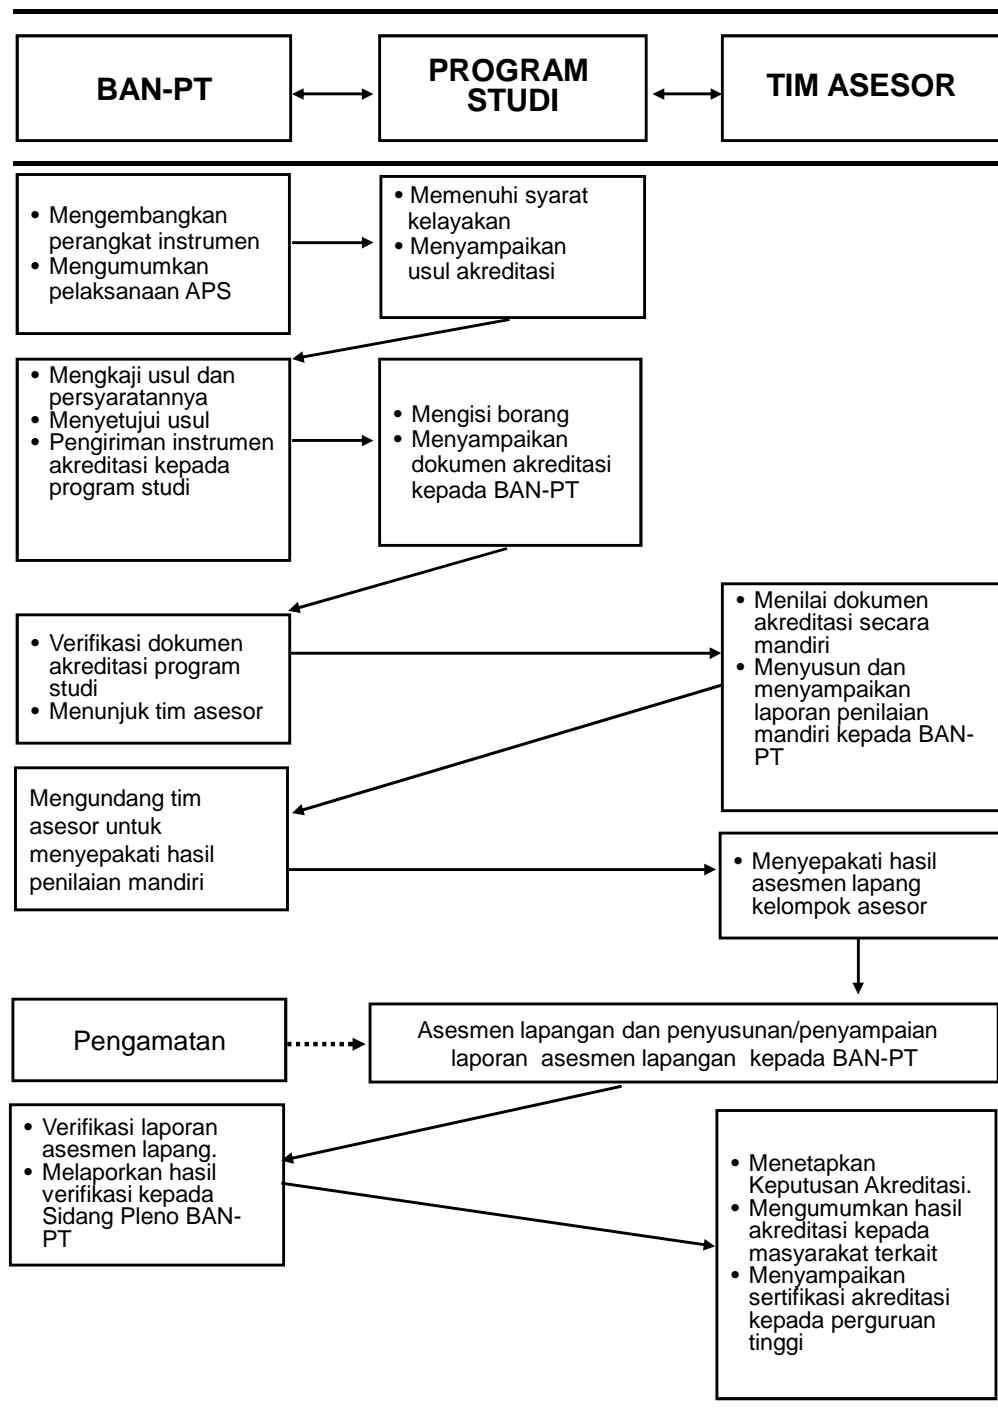 BAN-PT
PROGRAM
STUDI
TIM ASESOR
• Mengembangkan
perangkat instrumen
• Mengumumkan
pelaksanaan APS
• Memenuhi syarat
kelayakan
• Menyampaikan
usul akreditasi
• Mengkaji usul dan
persyaratannya
• Menyetujui usul
• Pengiriman instrumen
akreditasi kepada
program studi
• Mengisi borang
• Menyampaikan
dokumen akreditasi
kepada BAN-PT
• Verifikasi dokumen
akreditasi program
studi
• Menunjuk tim asesor
• Menilai dokumen
akreditasi secara
mandiri
• Menyusun dan
menyampaikan
laporan penilaian
mandiri kepada BAN-
PT
Mengundang tim
asesor untuk
menyepakati hasil
penilaian mandiri
• Menyepakati hasil
asesmen lapang
kelompok asesor
Pengamatan
Asesmen lapangan dan penyusunan/penyampaian
laporan asesmen lapangan kepada BAN-PT
• Verifikasi laporan
asesmen lapang.
• Melaporkan hasil
verifikasi kepada
Sidang Pleno BAN-
PT
• Menetapkan
Keputusan Akreditasi.
• Mengumumkan hasil
akreditasi kepada
masyarakat terkait
• Menyampaikan
sertifikasi akreditasi
kepada perguruan
tinggi